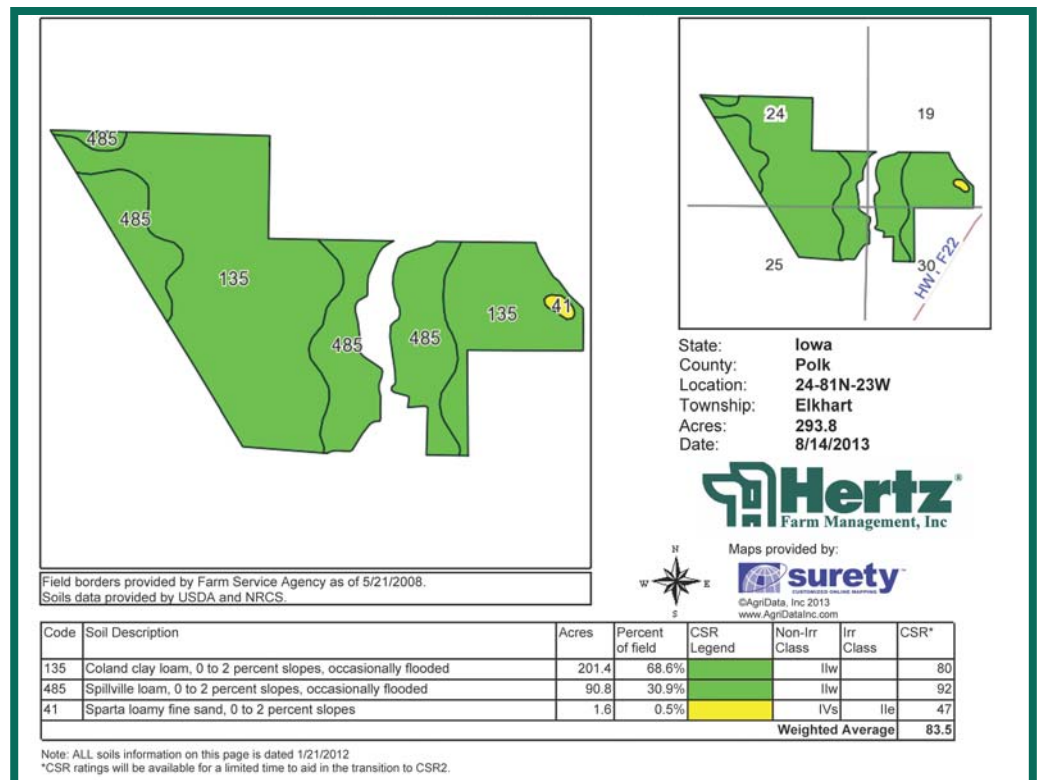 485
485
135
485
485
135
41
24
19
25
30
HWY F22
State: Iowa
County: Polk
Location: 24-81N-23W
Township: Elkhart
Acres: 293.8
Date: 8/14/2013
Hertz®
Farm Management, Inc
N
W E
S
Maps provided by:
surety™
CUSTOMIZED ONLINE MAPPING
©AgriData, Inc 2013
www.AgriDataInc.com
Field borders provided by Farm Service Agency as of 5/21/2008.
Soils data provided by USDA and NRCS.
Code Soil Description Acres Percent of field CSR Legend Non-Irr Class Irr Class CSR*
135 Coland clay loam, 0 to 2 percent slopes, occasionally flooded 201.4 68.6% IIw 80
485 Spillville loam, 0 to 2 percent slopes, occasionally flooded 90.8 30.9% IIw 92
41 Sparta loamy fine sand, 0 to 2 percent slopes 1.6 0.5% IVs IIe 47
Weighted Average 83.5
Note: ALL soils information on this page is dated 1/21/2012
*CSR ratings will be available for a limited time to aid in the transition to CSR2.